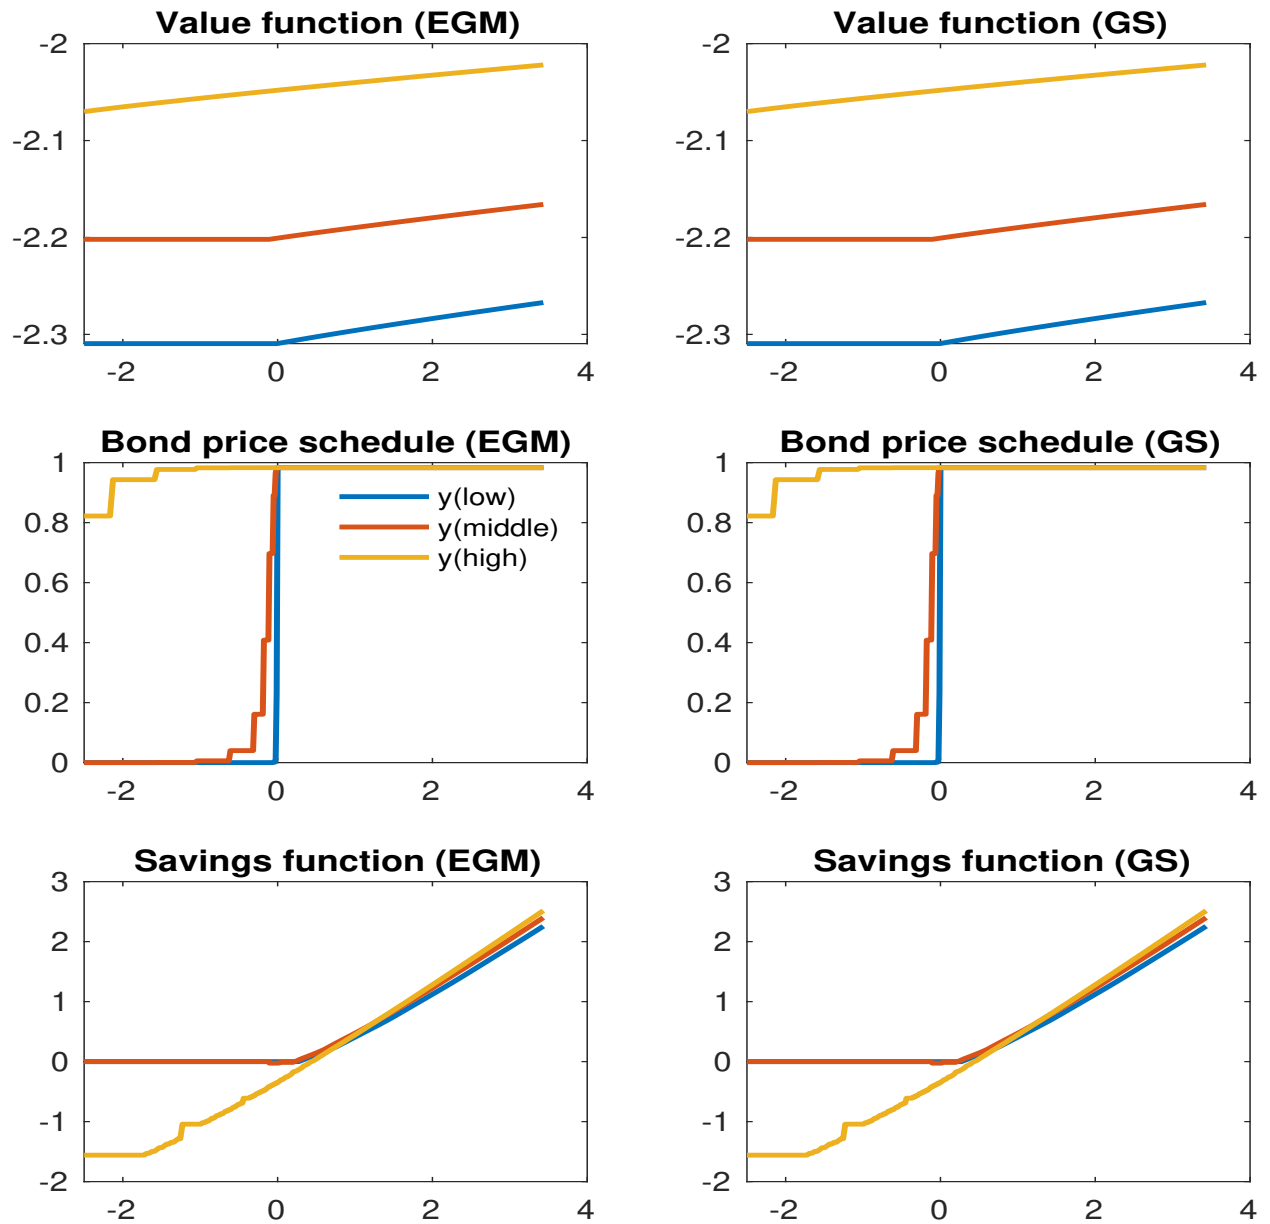 Value function (EGM)
-2
-2.1
-2.2
-2.3
-2 0 2 4
Value function (GS)
-2
-2.1
-2.2
-2.3
-2 0 2 4
Bond price schedule (EGM)
1
0.8
0.6
0.4
0.2
0
y(low)
y(middle)
y(high)
-2 0 2 4
Bond price schedule (GS)
1
0.8
0.6
0.4
0.2
0
-2 0 2 4
Savings function (EGM)
3
2
1
0
-1
-2
-2 0 2 4
Savings function (GS)
3
2
1
0
-1
-2
-2 0 2 4